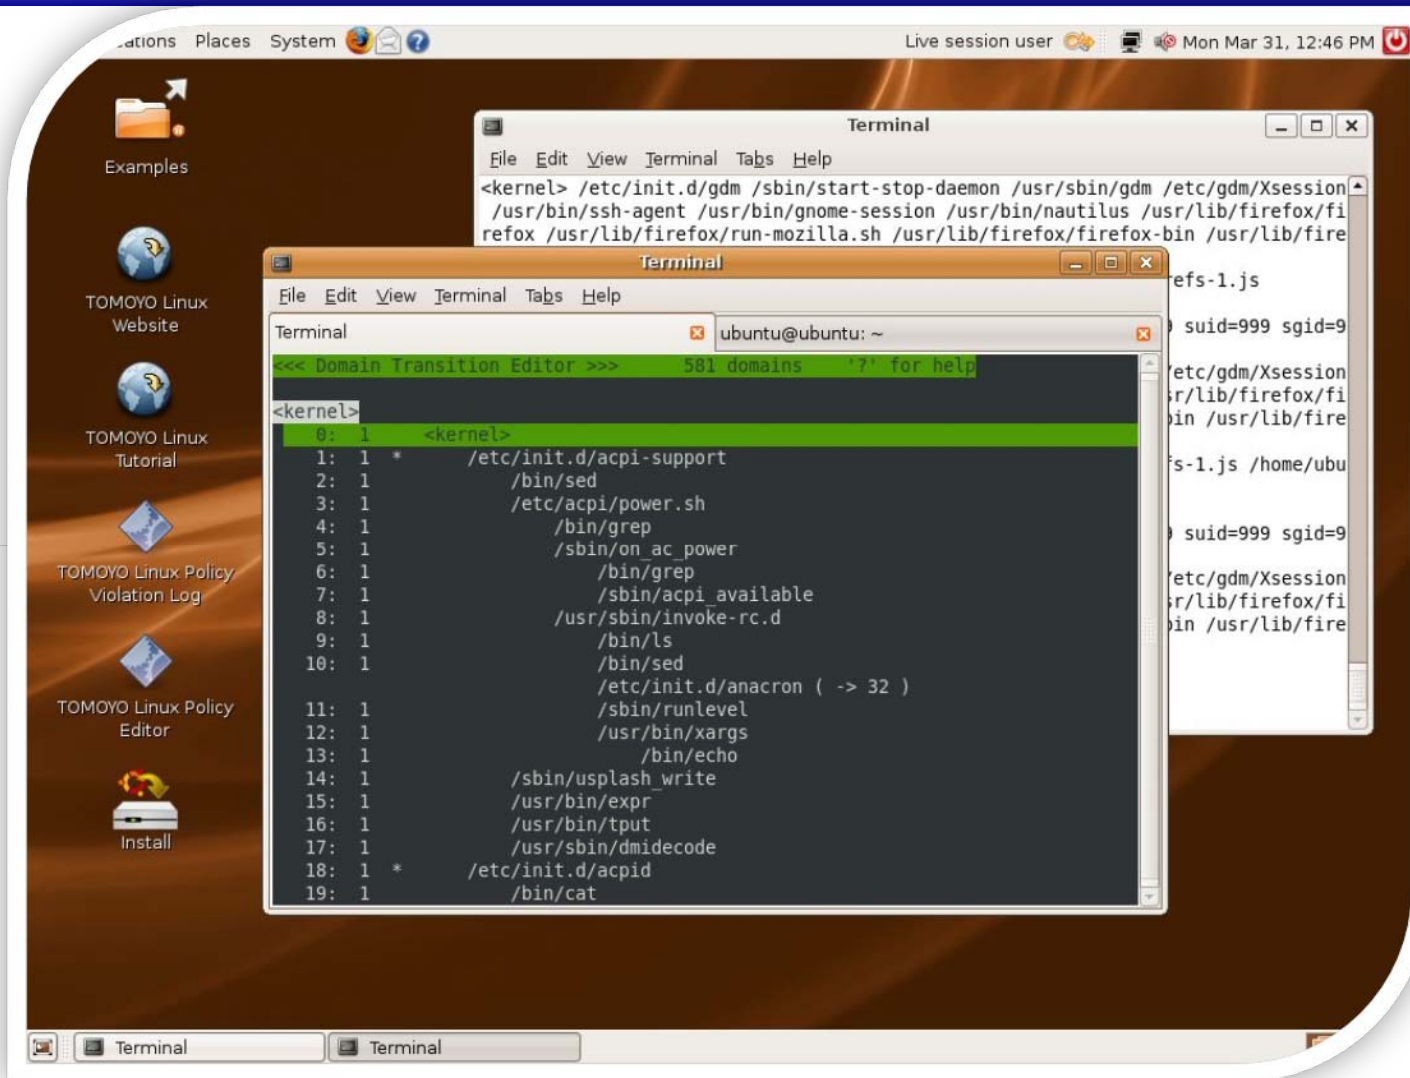 Places System
Live session user Mon Mar 31, 12:46 PM
Examples
TOMOYO Linux
Website
TOMOYO Linux
Tutorial
TOMOYO Linux Policy
Violation Log
TOMOYO Linux Policy
Editor
Install
Terminal
File Edit View Terminal Tabs Help
<kernel> /etc/init.d/gdm /sbin/start-stop-daemon /usr/sbin/gdm /etc/gdm/Xsession
/usr/bin/ssh-agent /usr/bin/gnome-session /usr/bin/nautilus /usr/lib/firefox/fi
refox /usr/lib/firefox/run-mozilla.sh /usr/lib/firefox/firefox-bin /usr/lib/fire
refs-1.js
suid=999 sgid=9
/etc/gdm/Xsession
sr/lib/firefox/fi
bin /usr/lib/fire
fs-1.js /home/ubu
suid=999 sgid=9
/etc/gdm/Xsession
sr/lib/firefox/fi
bin /usr/lib/fire
Terminal
File Edit View Terminal Tabs Help
Terminal ubuntu@ubuntu: ~
<<< Domain Transition Editor >>> 581 domains '?' for help
<kernel>
0: 1 <kernel>
1: 1 * /etc/init.d/acpi-support
2: 1 /bin/sed
3: 1 /etc/acpi/power.sh
4: 1 /bin/grep
5: 1 /sbin/on_ac_power
6: 1 /bin/grep
7: 1 /sbin/acpi_available
8: 1 /usr/sbin/invoke-rc.d
9: 1 /bin/ls
10: 1 /bin/sed
/etc/init.d/anacron ( -> 32 )
11: 1 /sbin/runlevel
12: 1 /usr/bin/xargs
13: 1 /bin/echo
14: 1 /sbin/usplash_write
15: 1 /usr/bin/expr
16: 1 /usr/bin/tput
17: 1 /usr/sbin/dmidecode
18: 1 * /etc/init.d/acpid
19: 1 /bin/cat
Terminal Terminal